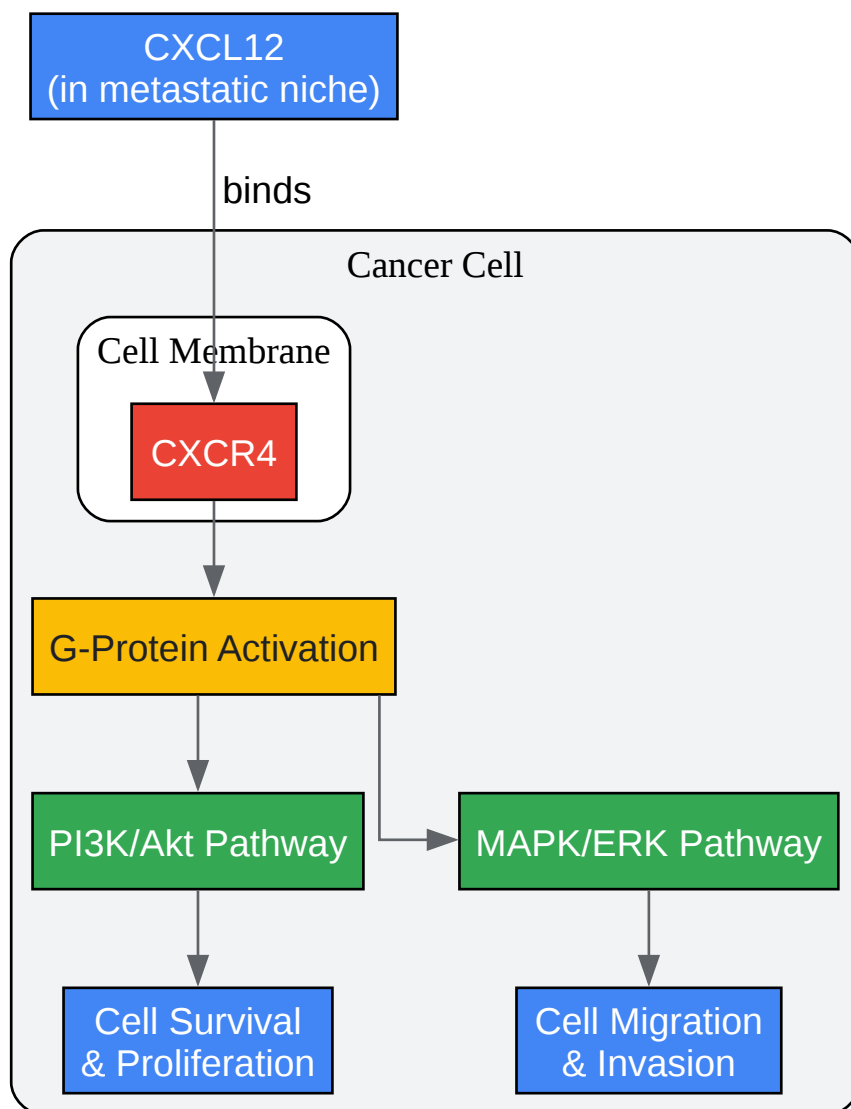 CXCL12
(in metastatic niche)
binds
Cancer Cell
Cell Membrane
CXCR4
G-Protein Activation
PI3K/Akt Pathway
MAPK/ERK Pathway
Cell Survival
& Proliferation
Cell Migration
& Invasion